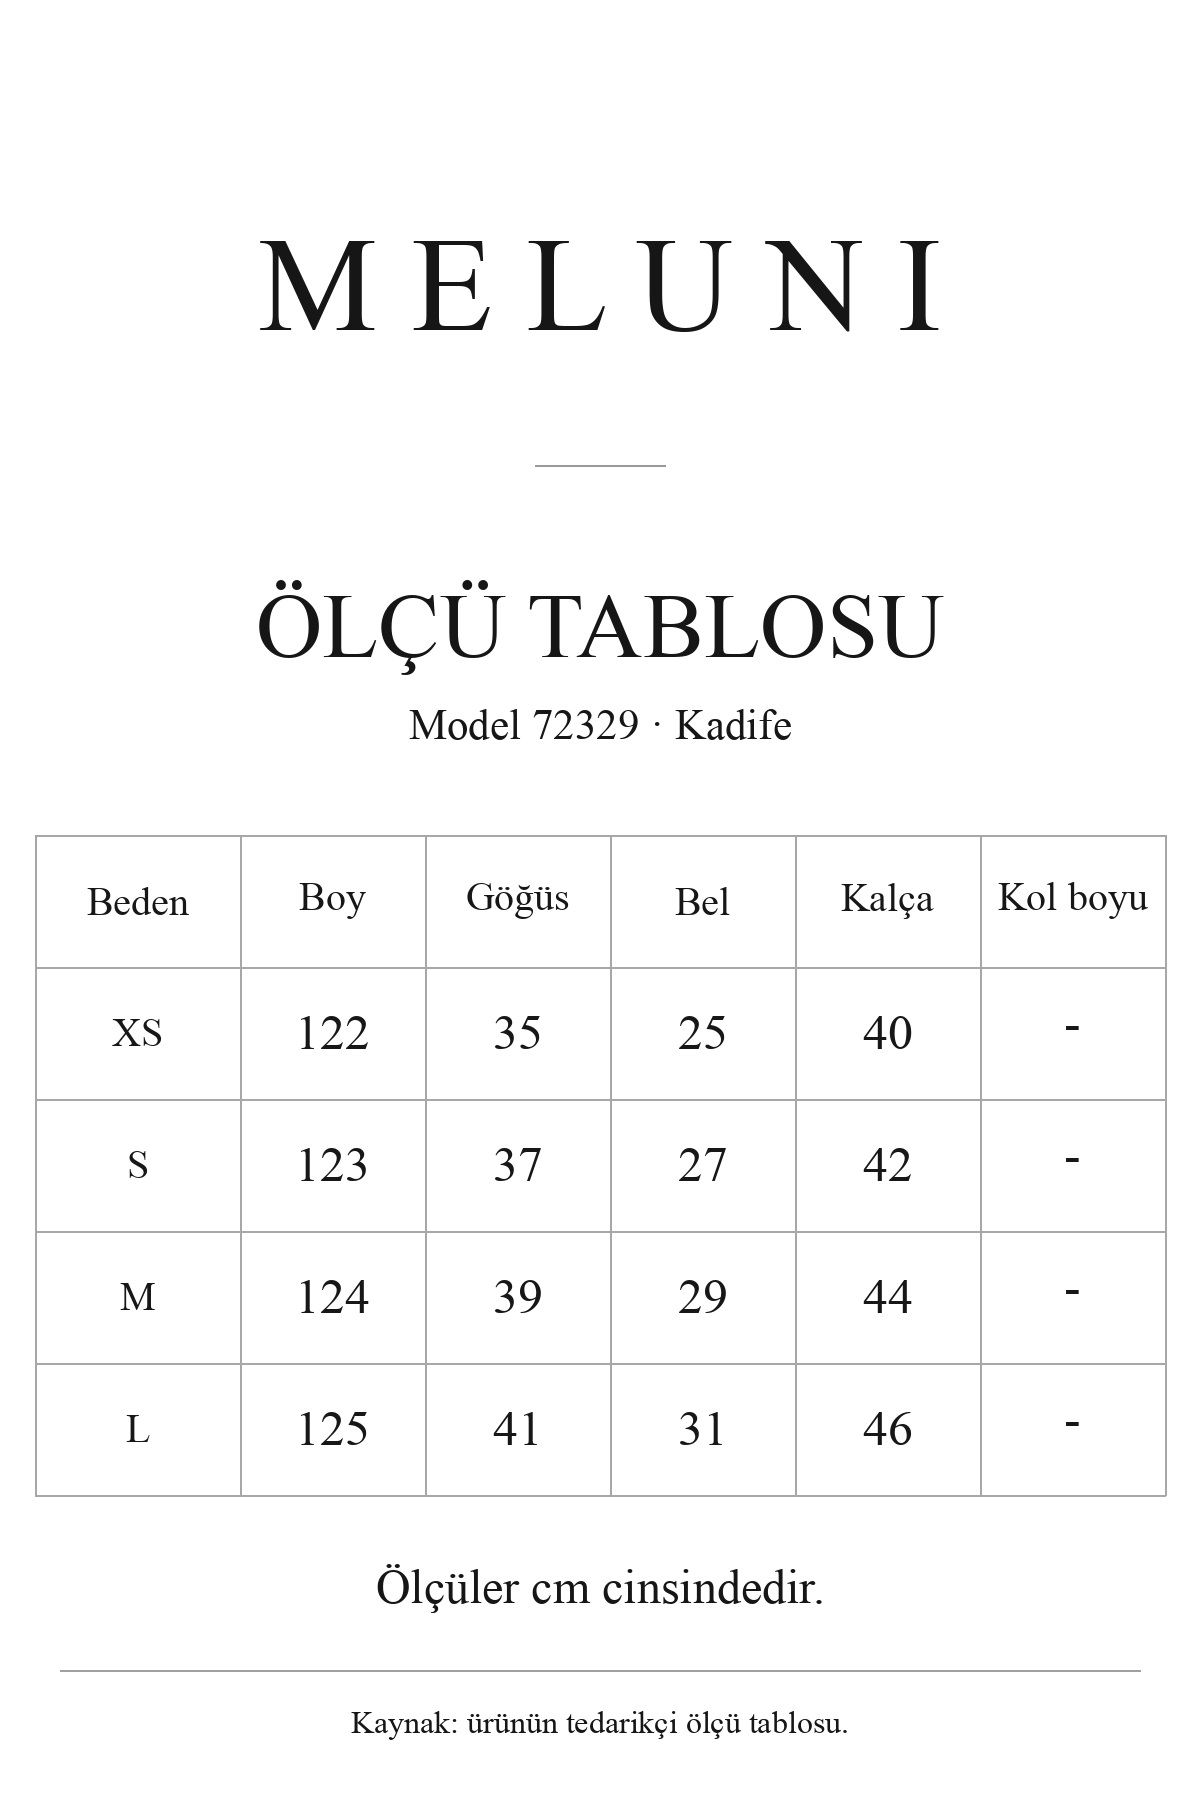 MELUNI
ÖLÇÜ TABLOSU
Model 72329 · Kadife
Beden Boy Göğüs Bel Kalça Kol boyu
XS 122 35 25 40 -
S 123 37 27 42 -
M 124 39 29 44 -
L 125 41 31 46 -
Ölçüler cm cinsindedir.
Kaynak: ürünün tedarikçi ölçü tablosu.